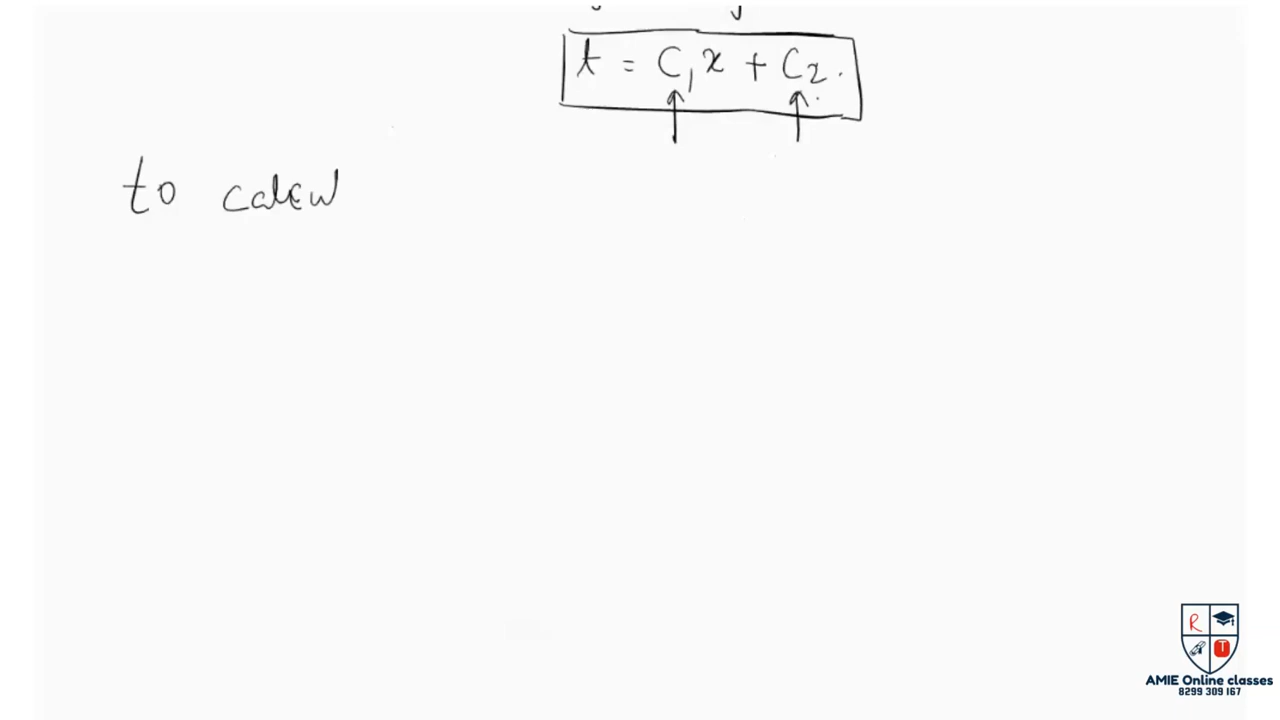 t = C₁x + C₂.
to calcu
R
T
AMIE Online classes
8299 309 167